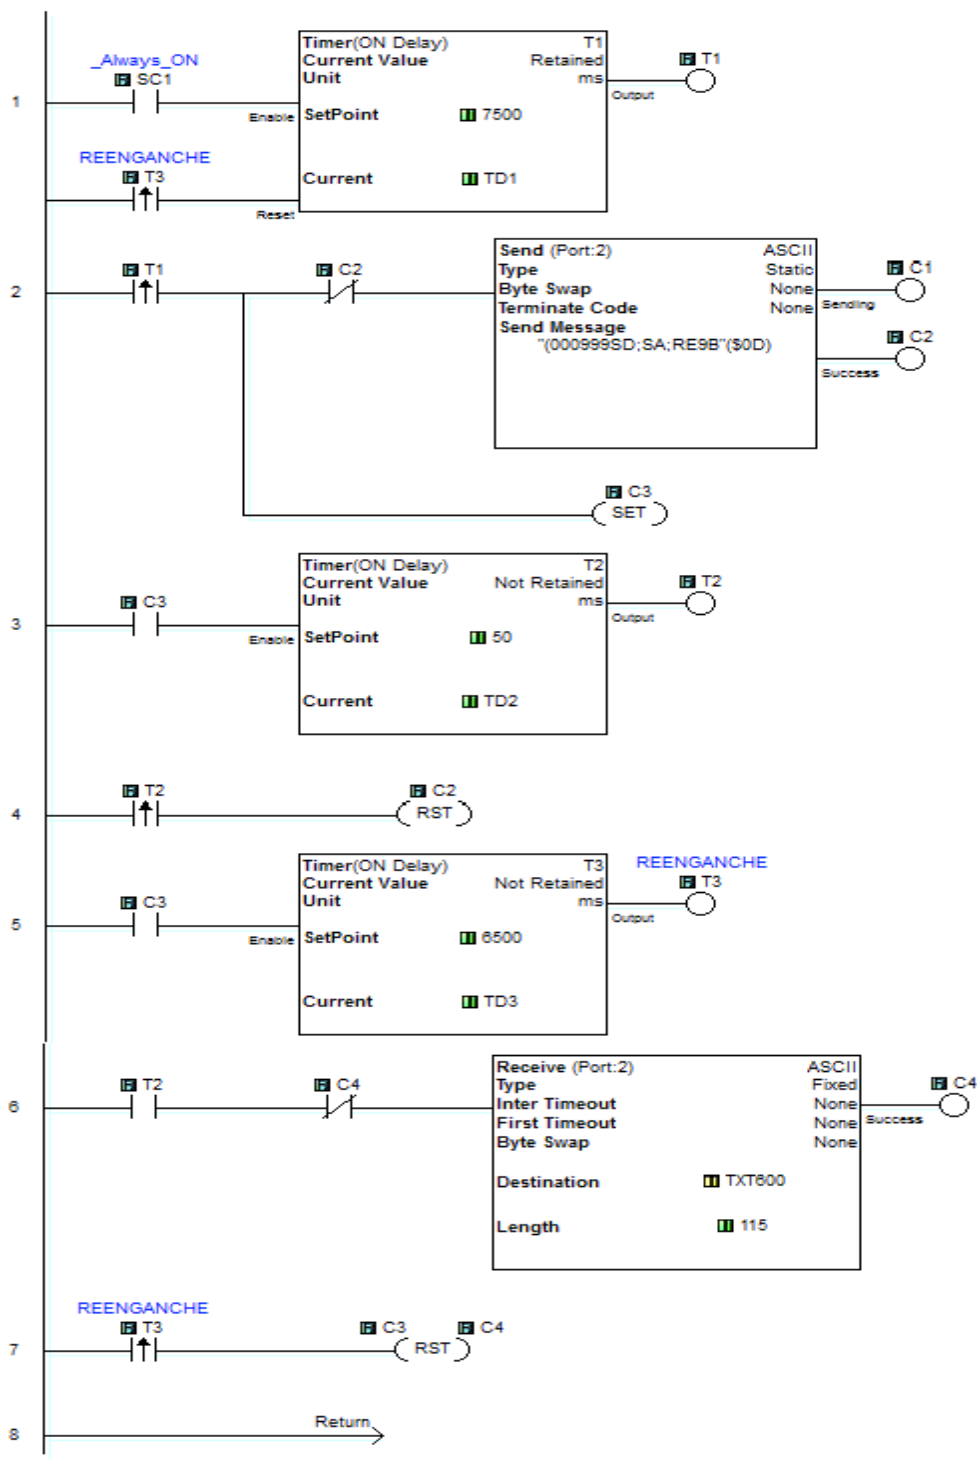 _Always_ON
SC1
1
Timer(ON Delay) T1
Current Value Retained
Unit ms
Enable SetPoint 7500
Current TD1
T1
Output
REENGANCHE
T3
Reset
2
T1
C2
Send (Port:2) ASCII
Type Static
Byte Swap None
Terminate Code None
Send Message
"(000999SD;SA;RE9B"($0D)
C1
Sending
C2
Success
C3
SET
3
C3
Timer(ON Delay) T2
Current Value Not Retained
Unit ms
Enable SetPoint 50
Current TD2
T2
Output
4
T2
C2
RST
5
C3
Timer(ON Delay) T3
Current Value Not Retained
Unit ms
Enable SetPoint 6500
Current TD3
REENGANCHE
T3
Output
6
T2
C4
Receive (Port:2) ASCII
Type Fixed
Inter Timeout None
First Timeout None
Byte Swap None
Destination TXT600
Length 115
C4
Success
REENGANCHE
7
T3
C3 C4
RST
8
Return